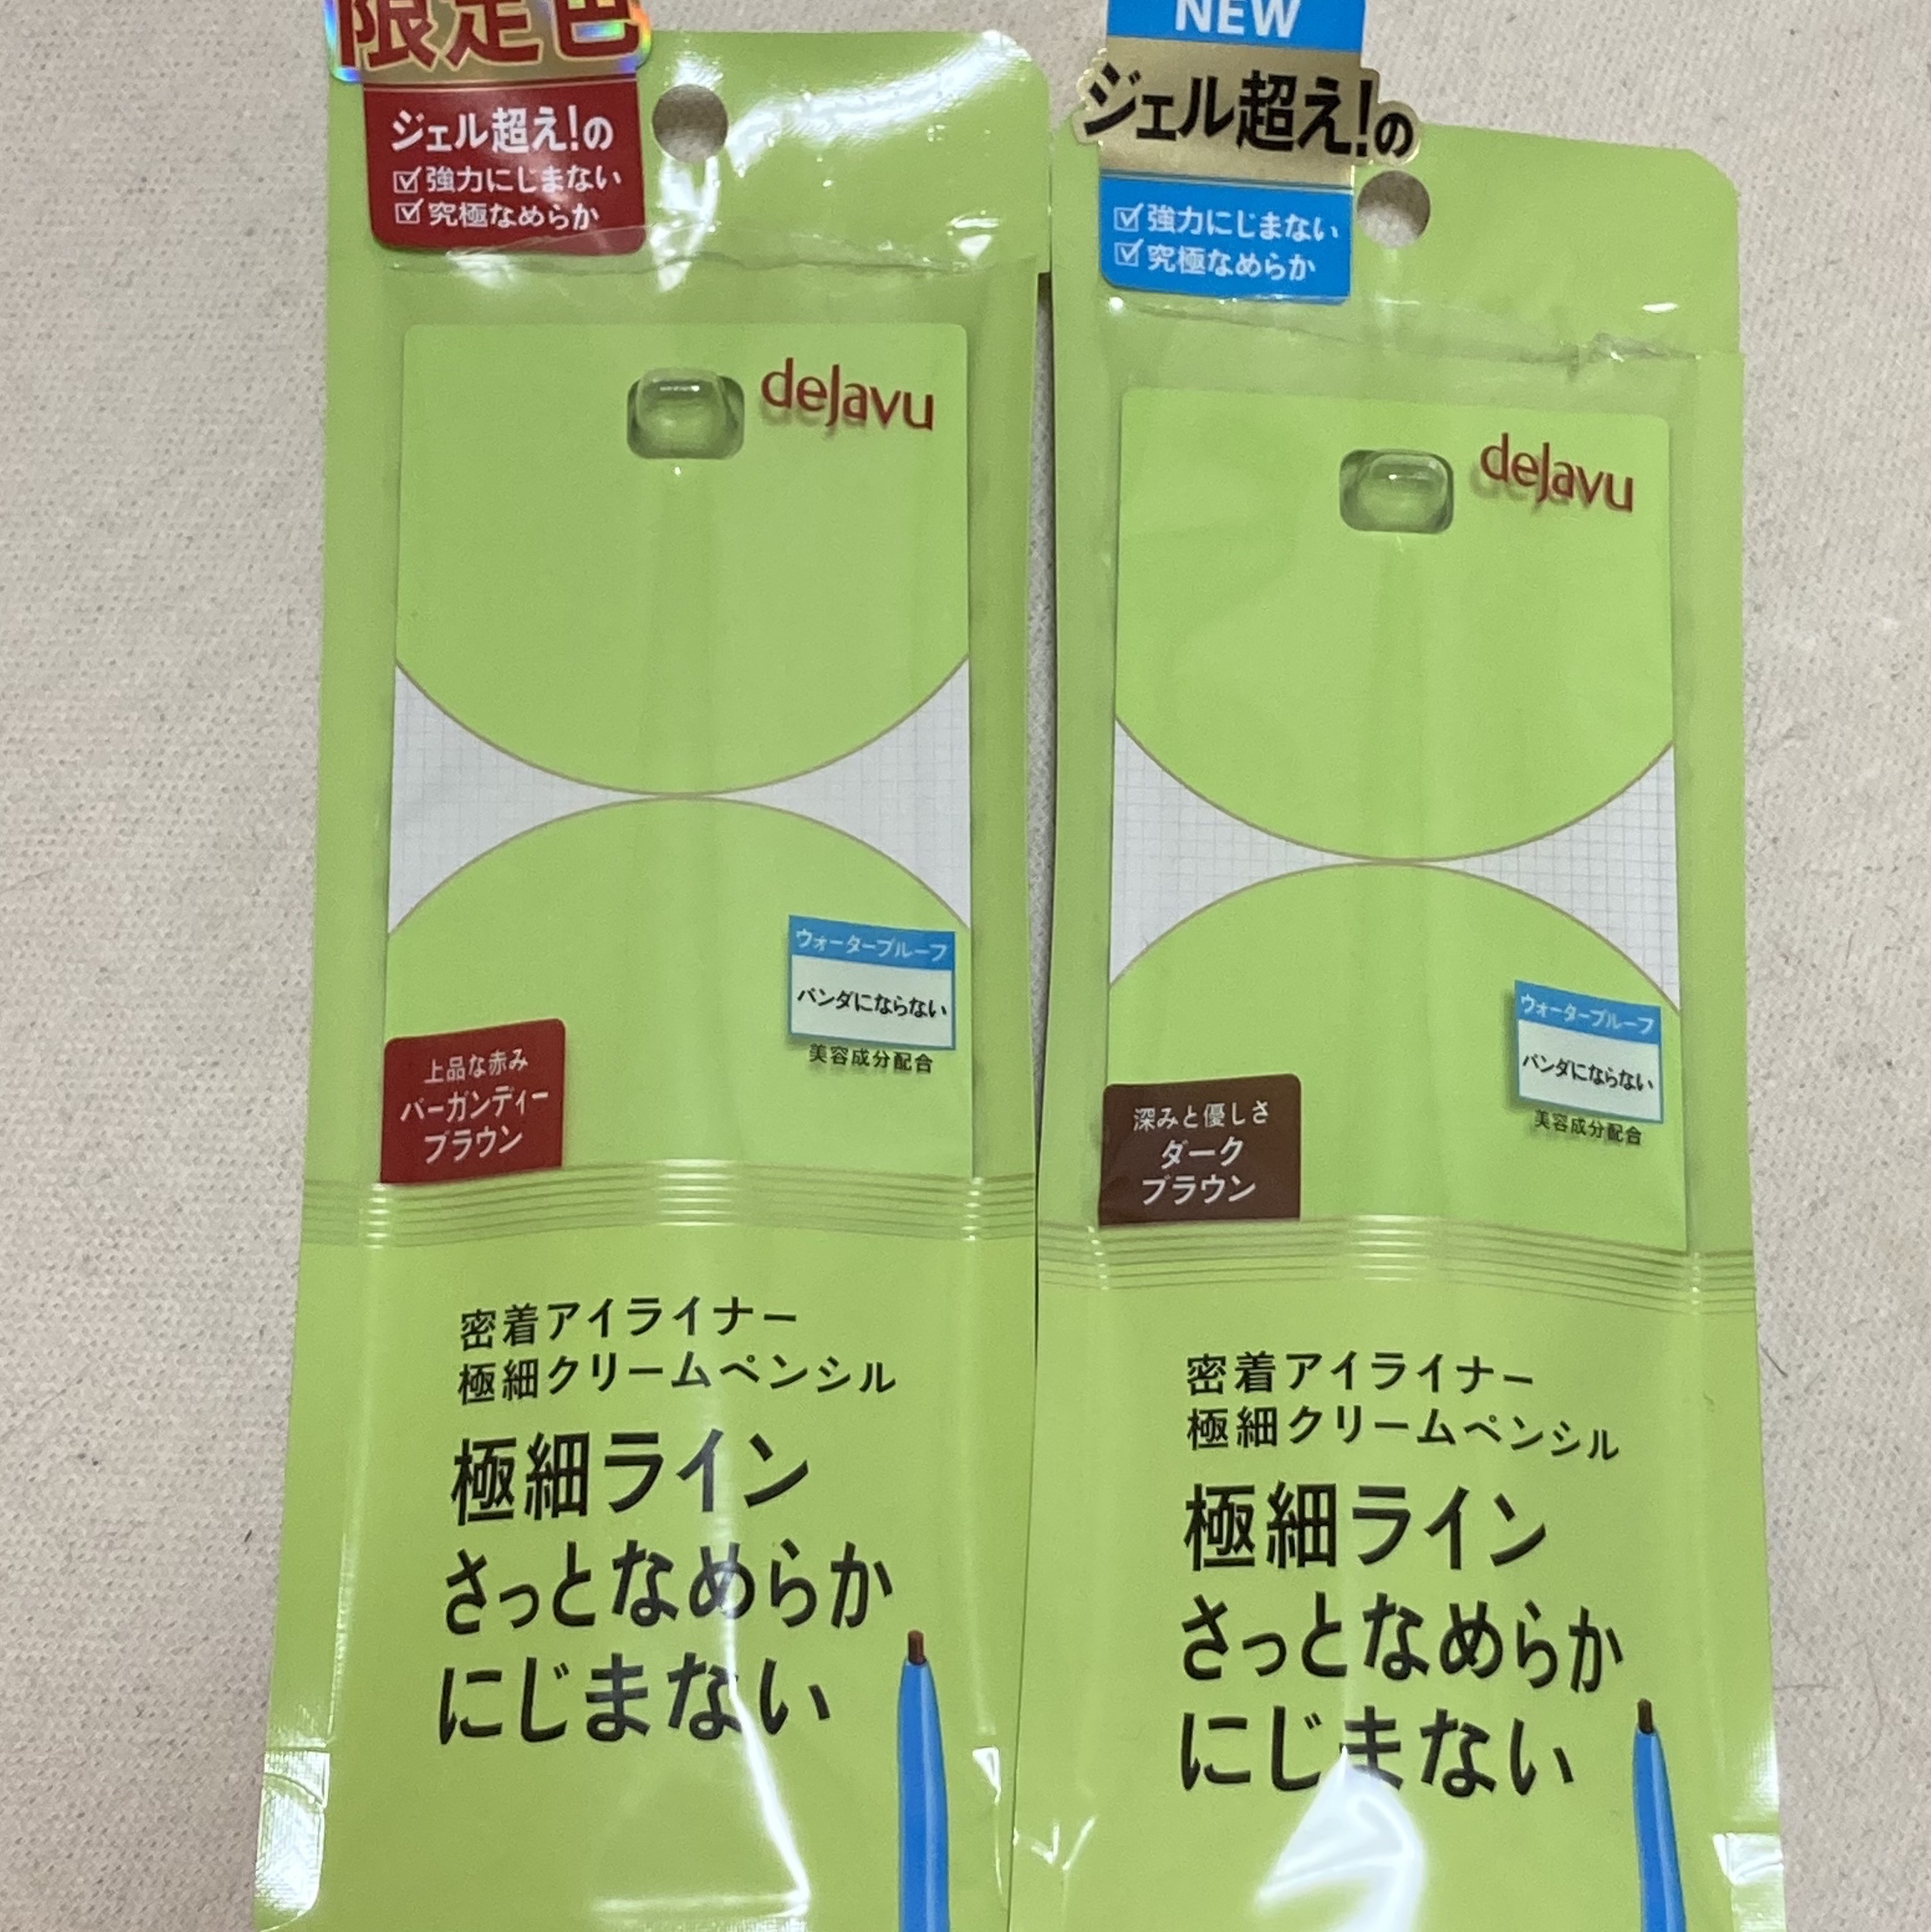 限定色
ジェル超え!の
強力にじまない
究極なめらか
dejavu
ウォータープルーフ
パンダにならない
美容成分配合
上品な赤み
バーガンディー
ブラウン
密着アイライナー
極細クリームペンシル
極細ライン
さっとなめらか
にじまない
NEW
ジェル超え!の
強力にじまない
究極なめらか
dejavu
ウォータープルーフ
パンダにならない
美容成分配合
深みと優しさ
ダーク
ブラウン
密着アイライナー
極細クリームペンシル
極細ライン
さっとなめらか
にじまない